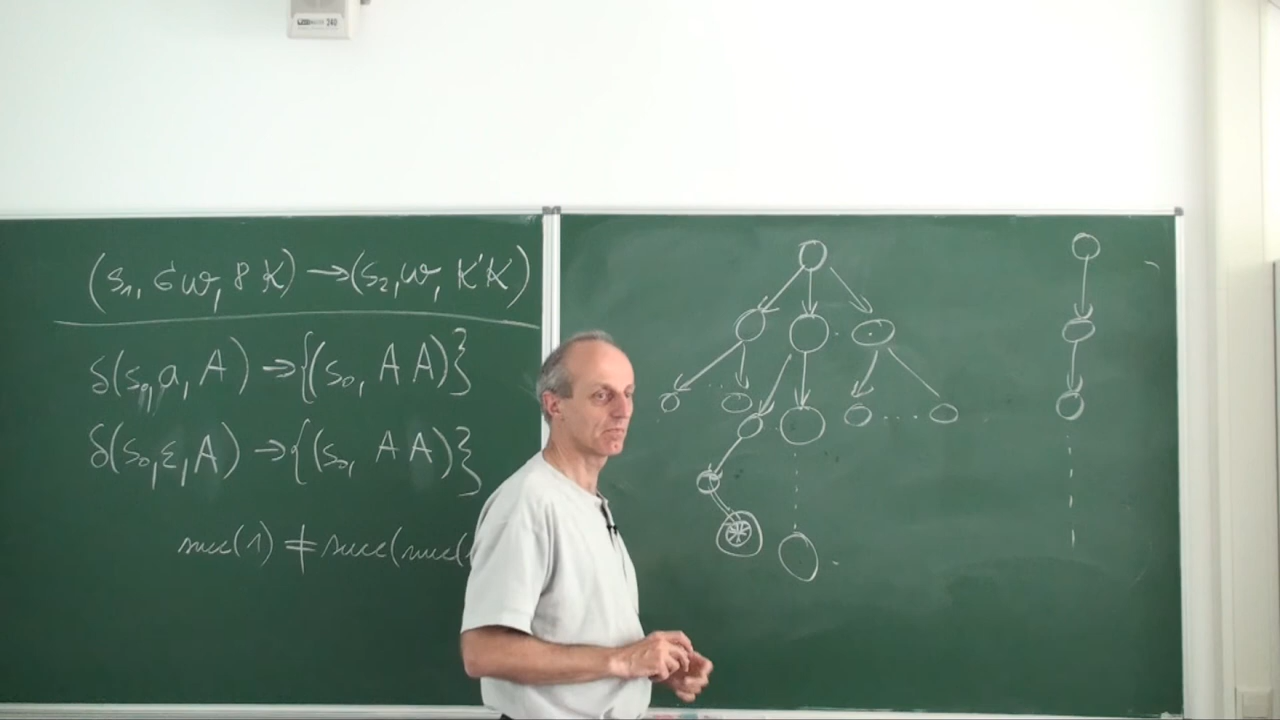 (s₁, σw, γK) → (s₂, w, K'K)
δ(s₀, a, A) → {(s₀, AA)}
δ(s₀, ε, A) → {(s₀, AA)}
succ(1) ≠ succ(succ(